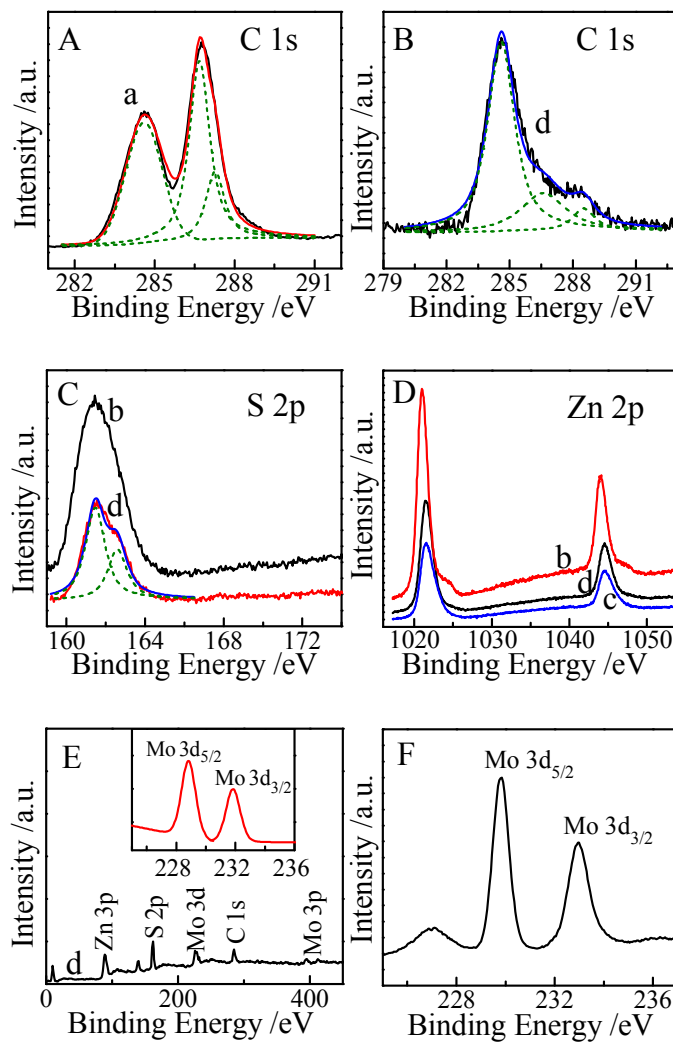 A
C 1s
a
Intensity /a.u.
282 285 288 291
Binding Energy /eV
B
C 1s
d
Intensity /a.u.
279 282 285 288 291
Binding Energy /eV
C
S 2p
b
d
Intensity /a.u.
160 164 168 172
Binding Energy /eV
D
Zn 2p
b
d
c
Intensity /a.u.
1020 1030 1040 1050
Binding Energy /eV
E
Mo 3d5/2
Mo 3d3/2
228 232 236
Zn 3p
S 2p
Mo 3d
C 1s
Mo 3p
d
Intensity /a.u.
0 200 400
Binding Energy /eV
F
Mo 3d5/2
Mo 3d3/2
Intensity /a.u.
228 232 236
Binding Energy /eV